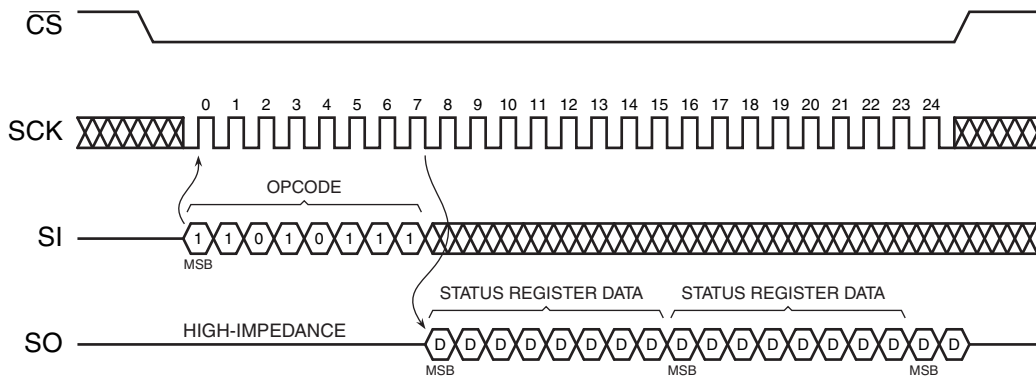 CS
0 1 2 3 4 5 6 7 8 9 10 11 12 13 14 15 16 17 18 19 20 21 22 23 24
SCK
OPCODE
SI
1 1 0 1 0 1 1 1
MSB
STATUS REGISTER DATA STATUS REGISTER DATA
HIGH-IMPEDANCE
SO
D D D D D D D D D D D D D D D D D D
MSB MSB MSB